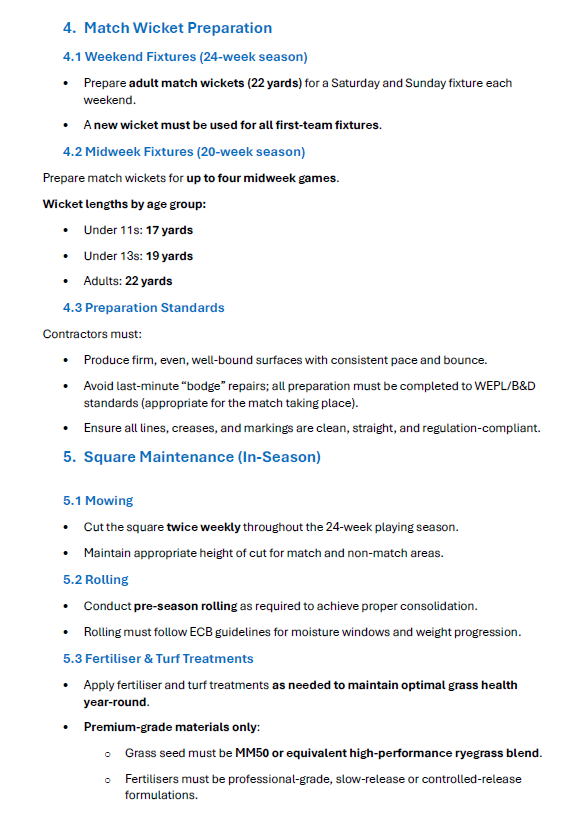 4. Match Wicket Preparation
4.1 Weekend Fixtures (24-week season)
• Prepare adult match wickets (22 yards) for a Saturday and Sunday fixture each
weekend.
• A new wicket must be used for all first-team fixtures.
4.2 Midweek Fixtures (20-week season)
Prepare match wickets for up to four midweek games.
Wicket lengths by age group:
• Under 11s: 17 yards
• Under 13s: 19 yards
• Adults: 22 yards
4.3 Preparation Standards
Contractors must:
• Produce firm, even, well-bound surfaces with consistent pace and bounce.
• Avoid last-minute “bodge” repairs; all preparation must be completed to WEPL/B&D
standards (appropriate for the match taking place).
• Ensure all lines, creases, and markings are clean, straight, and regulation-compliant.
5. Square Maintenance (In-Season)
5.1 Mowing
• Cut the square twice weekly throughout the 24-week playing season.
• Maintain appropriate height of cut for match and non-match areas.
5.2 Rolling
• Conduct pre-season rolling as required to achieve proper consolidation.
• Rolling must follow ECB guidelines for moisture windows and weight progression.
5.3 Fertiliser & Turf Treatments
• Apply fertiliser and turf treatments as needed to maintain optimal grass health
year-round.
• Premium-grade materials only:
○ Grass seed must be MM50 or equivalent high-performance ryegrass blend.
○ Fertilisers must be professional-grade, slow-release or controlled-release
formulations.